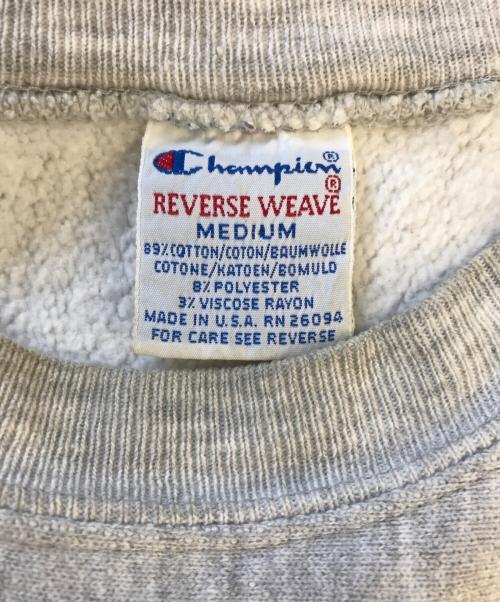 Champion®
®
REVERSE WEAVE
MEDIUM
89% COTTON/COTON/BAUMWOLLE
COTONE/KATOEN/BOMULD
8% POLYESTER
3% VISCOSE RAYON
MADE IN U.S.A. RN 26094
FOR CARE SEE REVERSE